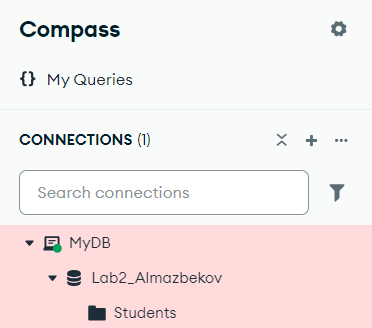 Compass
My Queries
CONNECTIONS (1)
Search connections
MyDB
Lab2_Almazbekov
Students